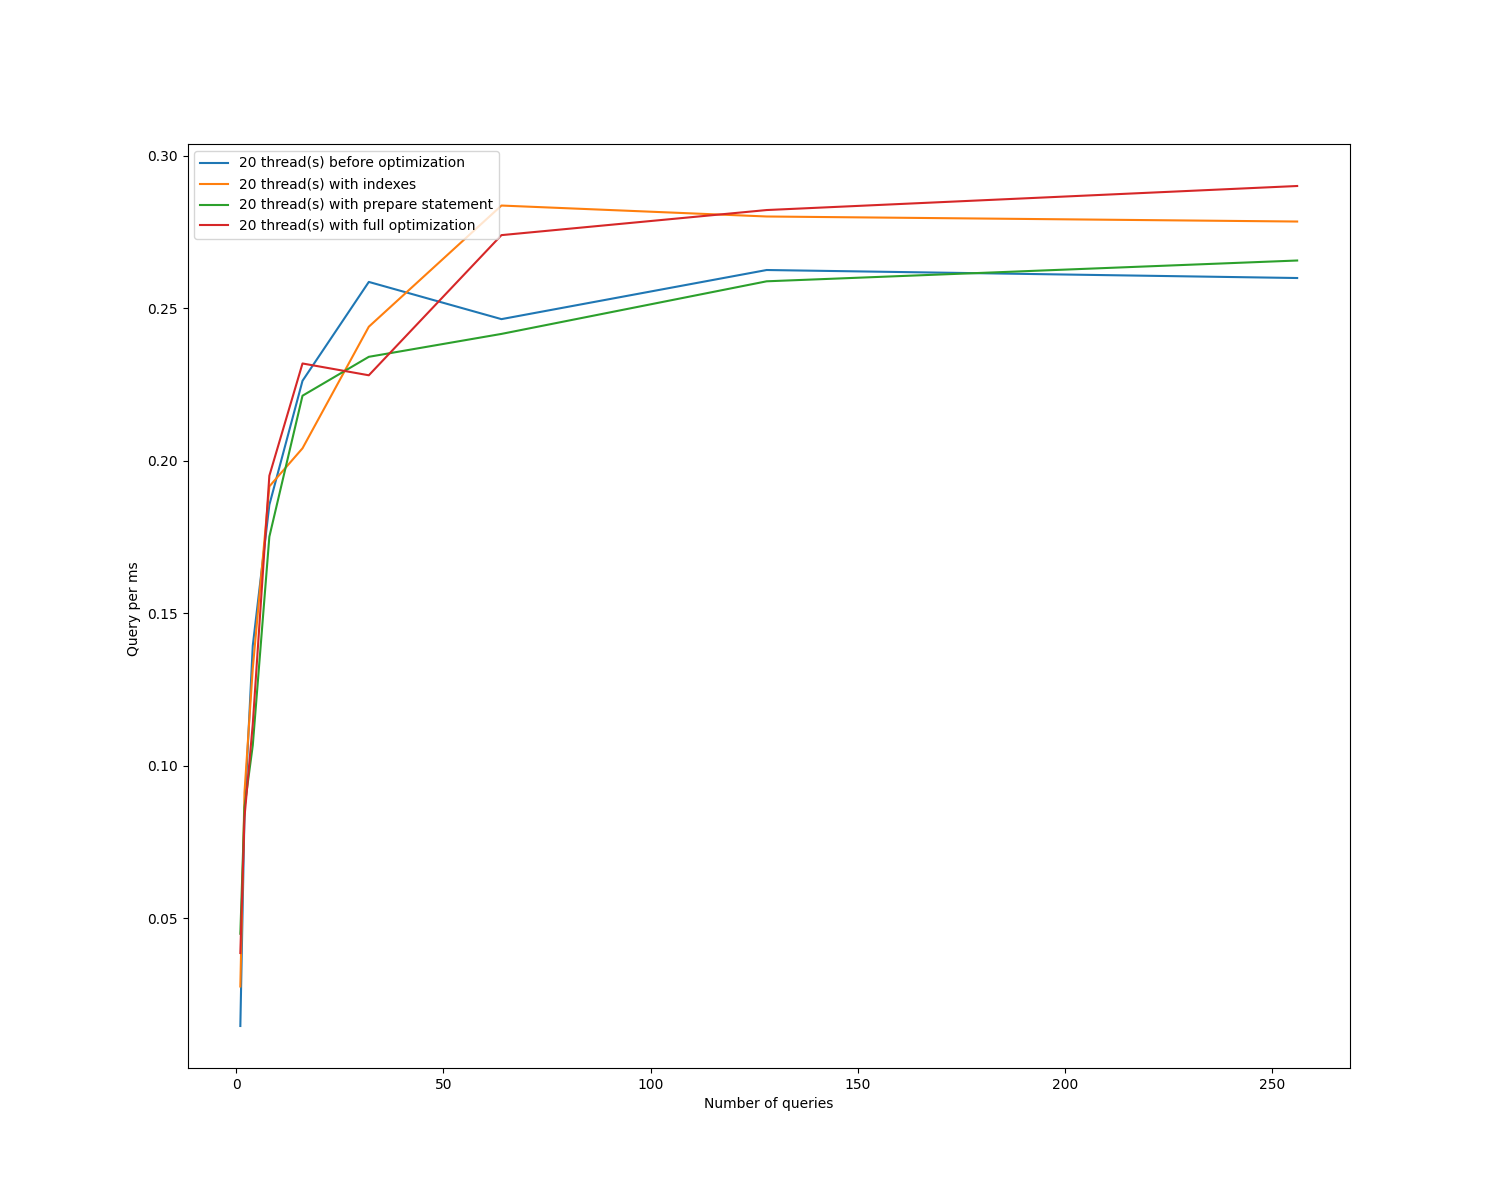 20 thread(s) before optimization
20 thread(s) with indexes
20 thread(s) with prepare statement
20 thread(s) with full optimization
0.30
0.25
0.20
0.15
0.10
0.05
Query per ms
0 50 100 150 200 250
Number of queries